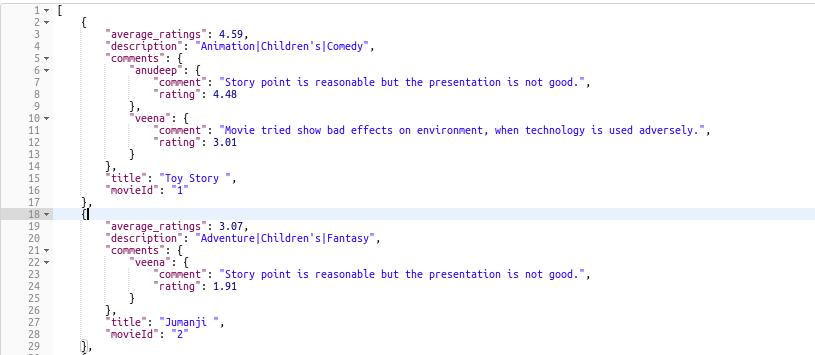 1 [
2 {
3 "average_ratings": 4.59,
4 "description": "Animation|Children's|Comedy",
5 "comments": {
6 "anudeep": {
7 "comment": "Story point is reasonable but the presentation is not good.",
8 "rating": 4.48
9 },
10 "veena": {
11 "comment": "Movie tried show bad effects on environment, when technology is used adversely.",
12 "rating": 3.01
13 }
14 },
15 "title": "Toy Story ",
16 "movieId": "1"
17 },
18 {
19 "average_ratings": 3.07,
20 "description": "Adventure|Children's|Fantasy",
21 "comments": {
22 "veena": {
23 "comment": "Story point is reasonable but the presentation is not good.",
24 "rating": 1.91
25 }
26 },
27 "title": "Jumanji ",
28 "movieId": "2"
29 },